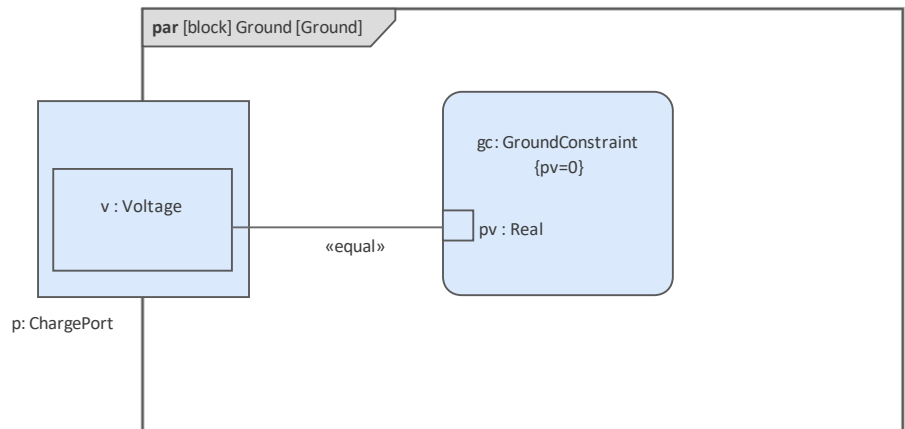 par [block] Ground [Ground]
gc: GroundConstraint
{pv=0}
v : Voltage
pv : Real
«equal»
p: ChargePort